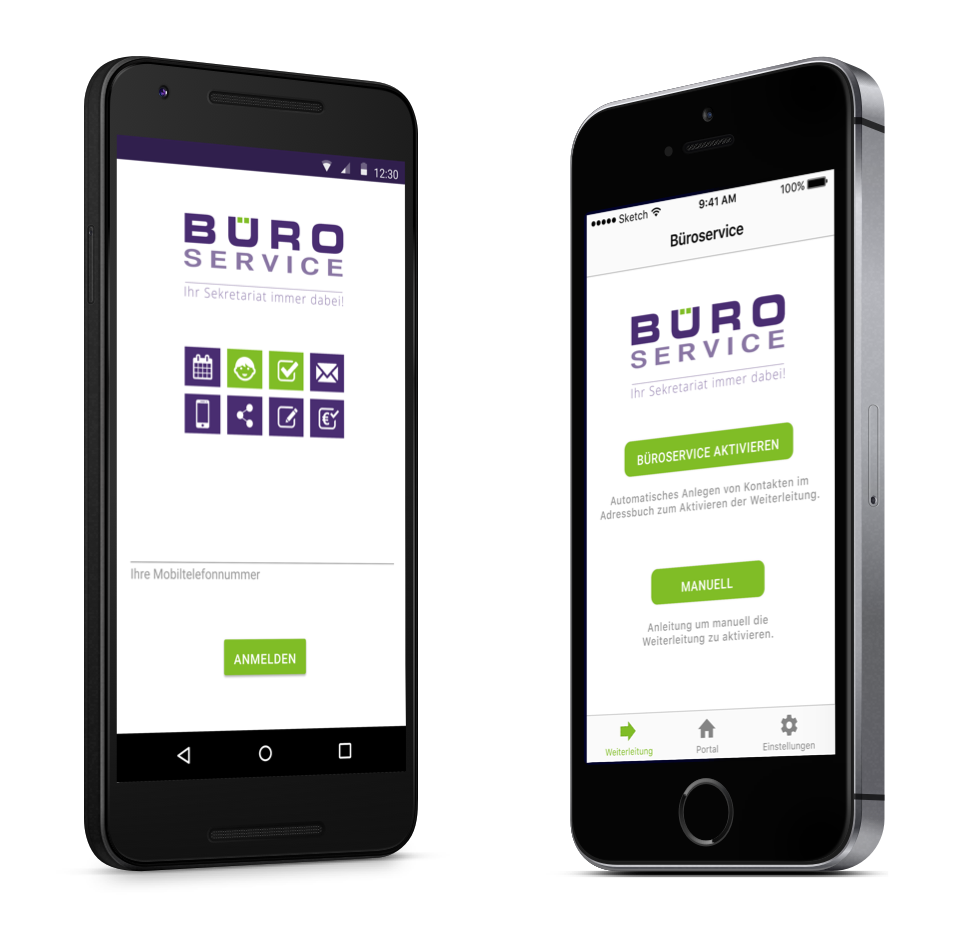 12:30
BÜRO
SERVICE
Ihr Sekretariat immer dabei!
€
Ihre Mobiltelefonnummer
ANMELDEN
Sketch
9:41 AM
100%
Büroservice
BÜRO
SERVICE
Ihr Sekretariat immer dabei!
BÜROSERVICE AKTIVIEREN
Automatisches Anlegen von Kontakten im
Adressbuch zum Aktivieren der Weiterleitung.
MANUELL
Anleitung um manuell die
Weiterleitung zu aktivieren.
Weiterleitung
Portal
Einstellungen